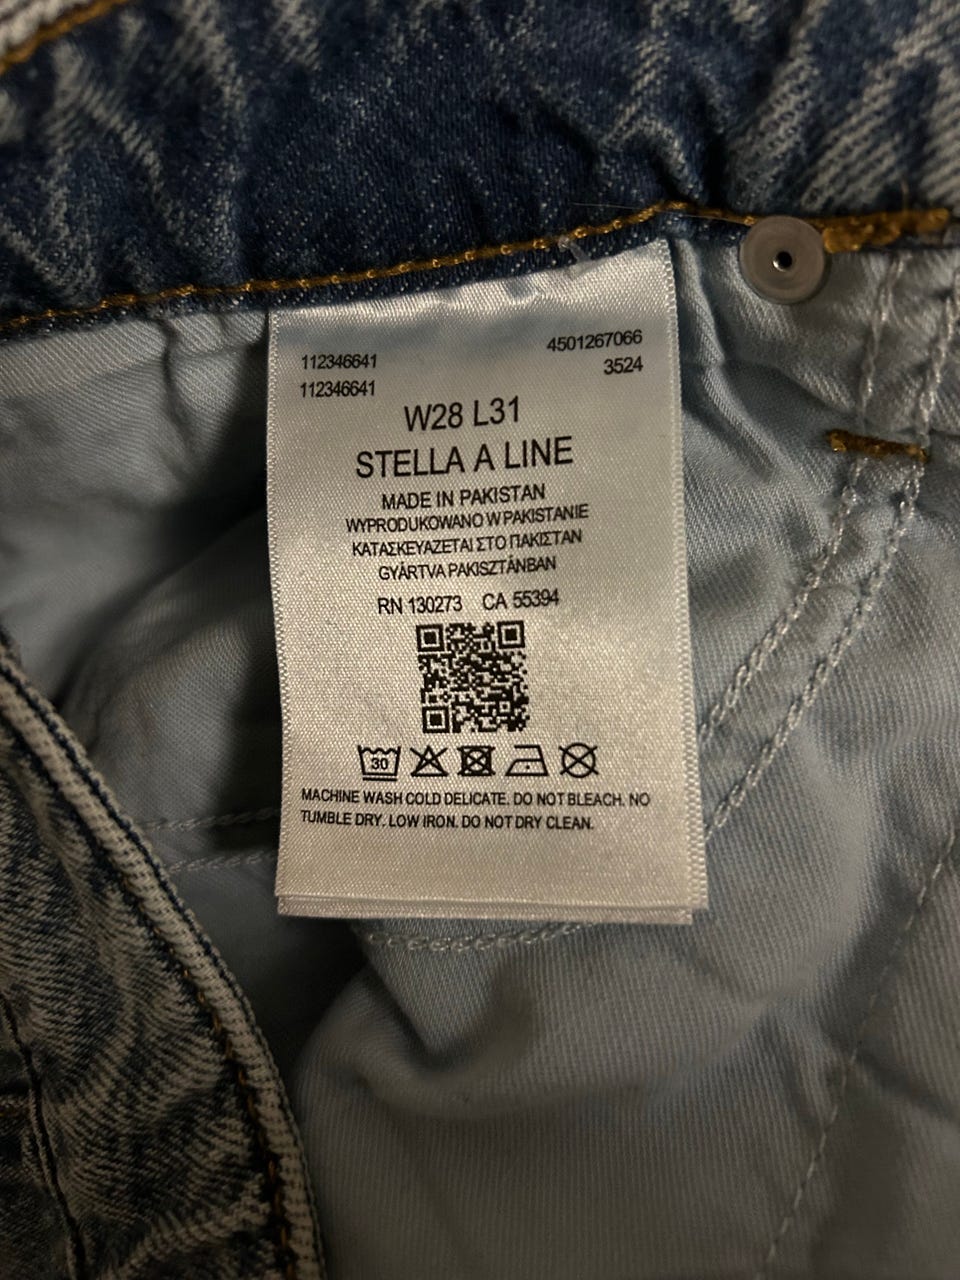 112346641
112346641
4501267066
3524
W28 L31
STELLA A LINE
MADE IN PAKISTAN
WYPRODUKOWANO W PAKISTANIE
ΚΑΤΑΣΚΕΥΑΖΕΤΑΙ ΣΤΟ ΠΑΚΙΣΤΑΝ
GYÁRTVA PAKISZTÁNBAN
RN 130273 CA 55394
30
MACHINE WASH COLD DELICATE. DO NOT BLEACH. NO
TUMBLE DRY. LOW IRON. DO NOT DRY CLEAN.